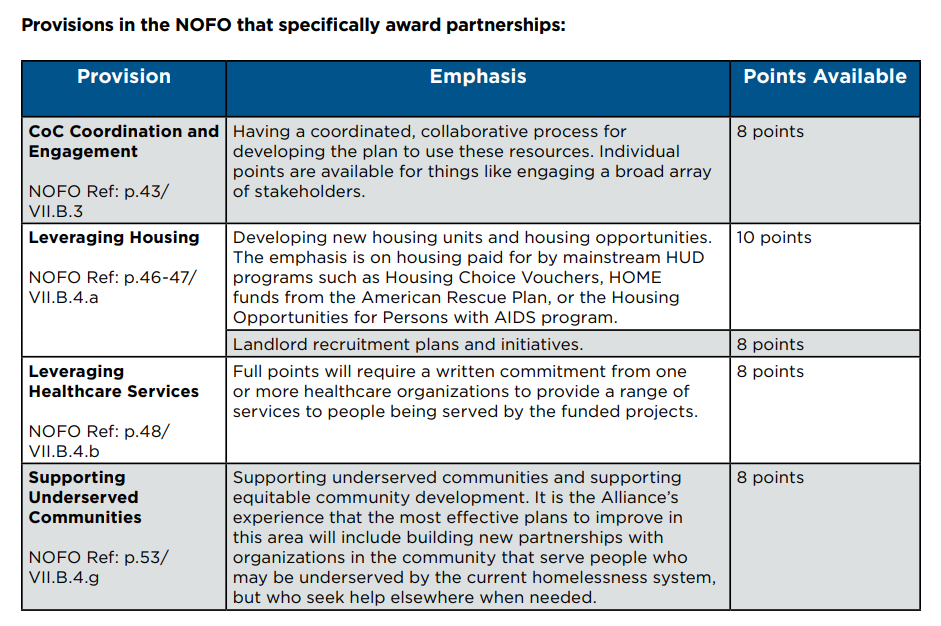 Provisions in the NOFO that specifically award partnerships:
Provision
Emphasis
Points Available
CoC Coordination and
Engagement
NOFO Ref: p.43/
VII.B.3
Having a coordinated, collaborative process for
developing the plan to use these resources. Individual
points are available for things like engaging a broad array
of stakeholders.
8 points
Leveraging Housing
NOFO Ref: p.46-47/
VII.B.4.a
Developing new housing units and housing opportunities.
The emphasis is on housing paid for by mainstream HUD
programs such as Housing Choice Vouchers, HOME
funds from the American Rescue Plan, or the Housing
Opportunities for Persons with AIDS program.
10 points
Landlord recruitment plans and initiatives.
8 points
Leveraging
Healthcare Services
NOFO Ref: p.48/
VII.B.4.b
Full points will require a written commitment from one
or more healthcare organizations to provide a range of
services to people being served by the funded projects.
8 points
Supporting
Underserved
Communities
NOFO Ref: p.53/
VII.B.4.g
Supporting underserved communities and supporting
equitable community development. It is the Alliance’s
experience that the most effective plans to improve in
this area will include building new partnerships with
organizations in the community that serve people who
may be underserved by the current homelessness system,
but who seek help elsewhere when needed.
8 points